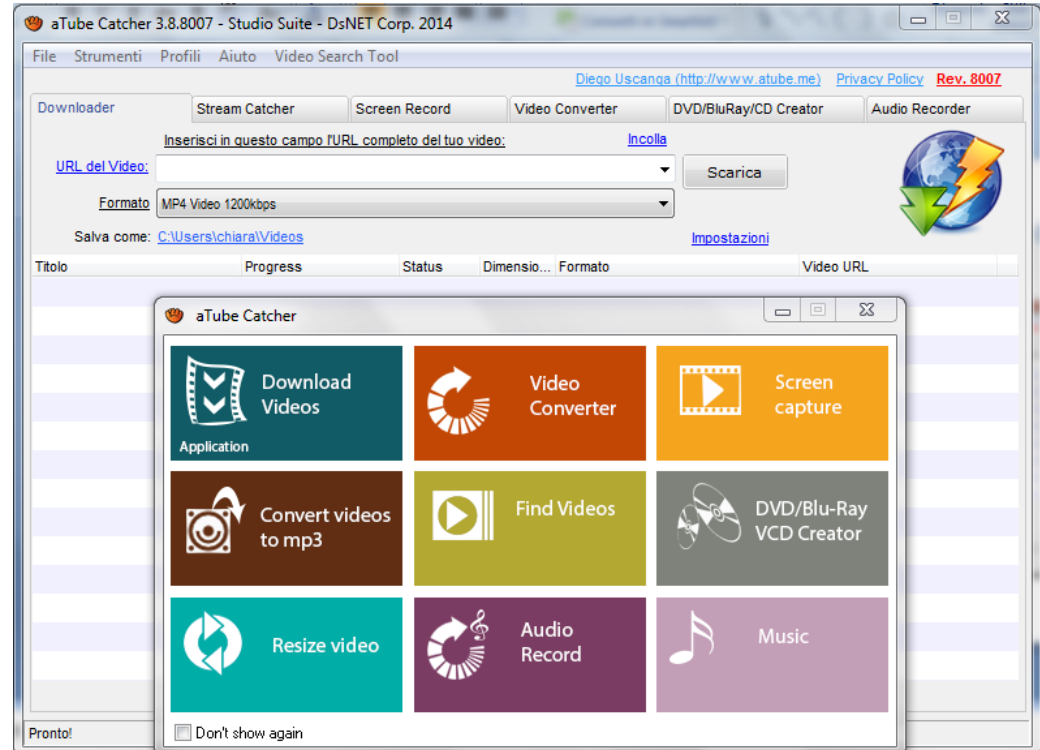 aTube Catcher 3.8.8007 - Studio Suite - DsNET Corp. 2014
File Strumenti Profili Aiuto Video Search Tool
Diego Uscanga (http://www.atube.me) Privacy Policy Rev. 8007
Downloader Stream Catcher Screen Record Video Converter DVD/BluRay/CD Creator Audio Recorder
Inserisci in questo campo l'URL completo del tuo video: Incolla
URL del Video: Scarica
Formato MP4 Video 1200kbps
Salva come: C:\Users\chiara\Videos Impostazioni
Titolo Progress Status Dimensio... Formato Video URL
aTube Catcher
Download
Videos
Application
Video
Converter
Screen
capture
Convert videos
to mp3
Find Videos
DVD/Blu-Ray
VCD Creator
Resize video
Audio
Record
Music
Don't show again
Pronto!